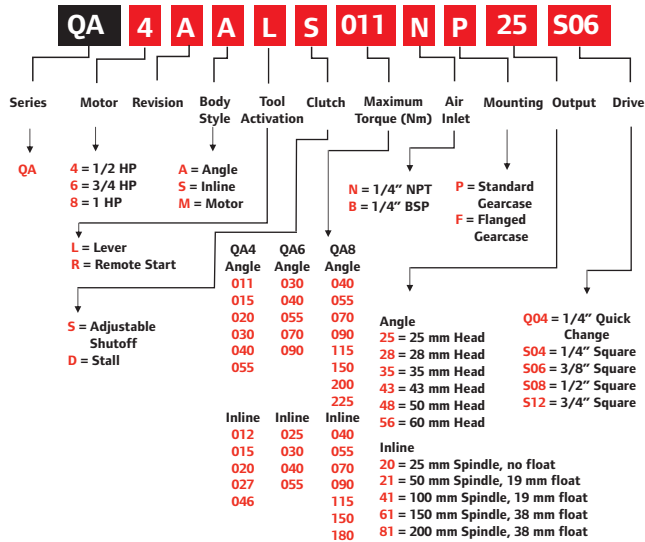 QA 4 A A L S 011 N P 25 S06
Series Motor Revision Body Style Tool Activation Clutch Maximum Torque (Nm) Air Inlet Mounting Output Drive
QA
4 = 1/2 HP
6 = 3/4 HP
8 = 1 HP
A = Angle
S = Inline
M = Motor
N = 1/4” NPT
B = 1/4” BSP
P = Standard
Gearcase
F = Flanged
Gearcase
L = Lever
R = Remote Start
S = Adjustable
Shutoff
D = Stall
QA4 QA6 QA8
Angle Angle Angle
011 030 040
015 040 055
020 055 070
030 070 090
040 090 115
055 150
200
225
Inline Inline Inline
012 025 040
015 030 055
020 040 070
027 055 090
046 115
150
180
Angle
25 = 25 mm Head
28 = 28 mm Head
35 = 35 mm Head
43 = 43 mm Head
48 = 50 mm Head
56 = 60 mm Head
Inline
20 = 25 mm Spindle, no float
21 = 50 mm Spindle, 19 mm float
41 = 100 mm Spindle, 19 mm float
61 = 150 mm Spindle, 38 mm float
81 = 200 mm Spindle, 38 mm float
Q04 = 1/4” Quick
Change
S04 = 1/4” Square
S06 = 3/8” Square
S08 = 1/2” Square
S12 = 3/4” Square